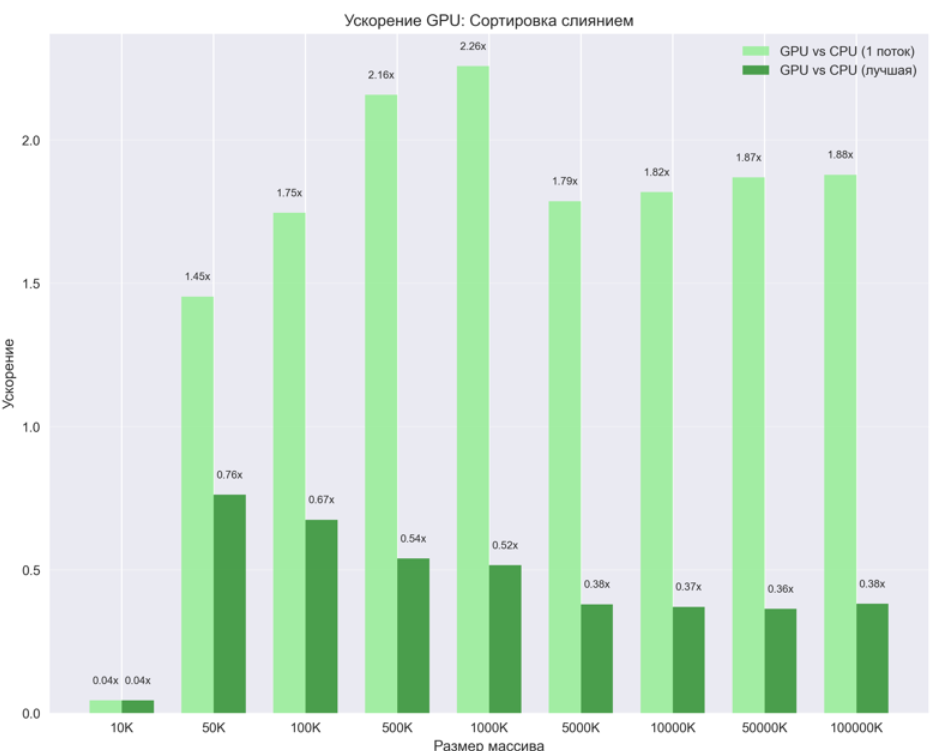 Ускорение GPU: Сортировка слиянием
GPU vs CPU (1 поток)
GPU vs CPU (лучшая)
Ускорение
2.0
1.5
1.0
0.5
0.0
0.04x 0.04x
1.45x
0.76x
1.75x
0.67x
2.16x
0.54x
2.26x
0.52x
1.79x
0.38x
1.82x
0.37x
1.87x
0.36x
1.88x
0.38x
10K 50K 100K 500K 1000K 5000K 10000K 50000K 100000K
Размер массива